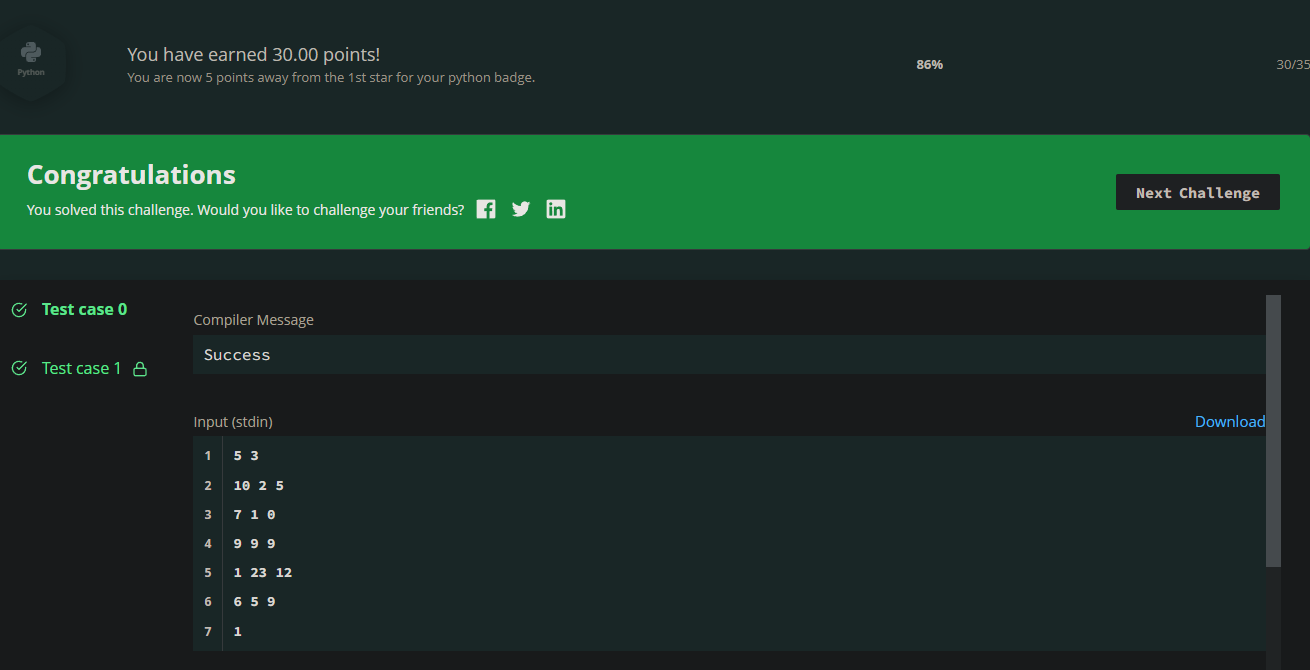 Python
You have earned 30.00 points!
You are now 5 points away from the 1st star for your python badge.
86%
30/35
Congratulations
You solved this challenge. Would you like to challenge your friends?
Next Challenge
Test case 0
Test case 1
Compiler Message
Success
Input (stdin)
Download
1 5 3
2 10 2 5
3 7 1 0
4 9 9 9
5 1 23 12
6 6 5 9
7 1